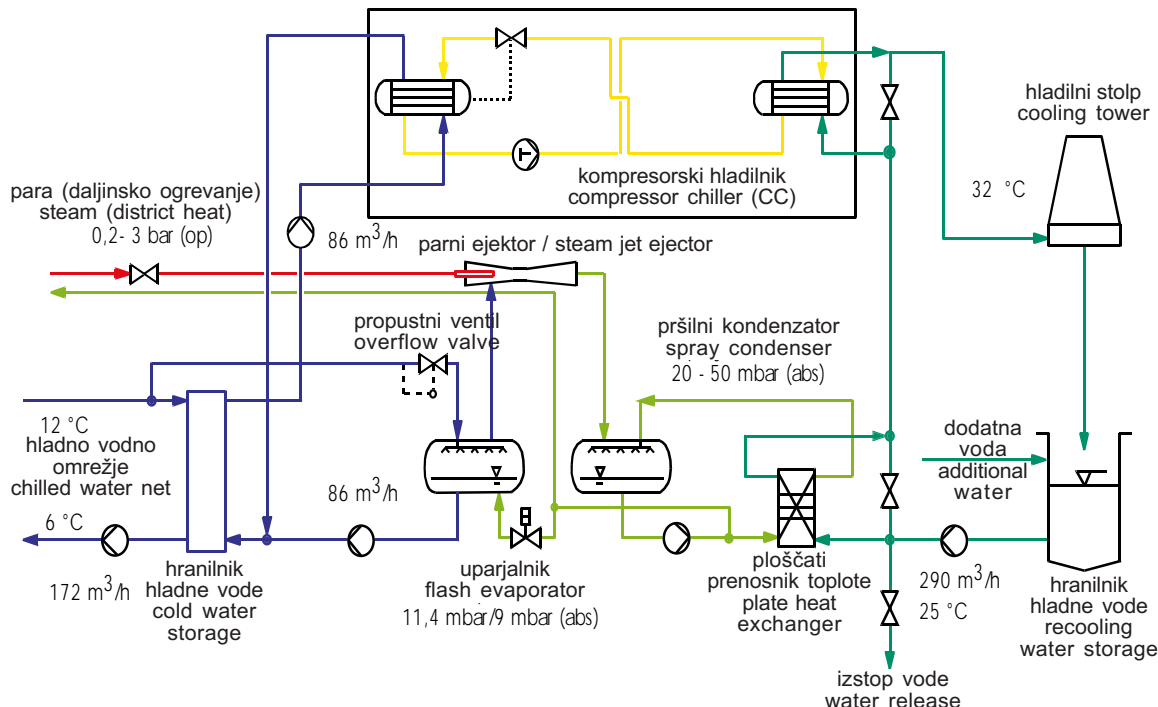 kompresorski hladilnik
compressor chiller (CC)
hladilni stolp
cooling tower
32 °C
para (daljinsko ogrevanje)
steam (district heat)
0,2- 3 bar (op)
86 m³/h
parni ejektor / steam jet ejector
propustni ventil
overflow valve
pršilni kondenzator
spray condenser
20 - 50 mbar (abs)
12 °C
hladno vodno
omrežje
chilled water net
6 °C
172 m³/h
hranilnik
hladne vode
cold water
storage
86 m³/h
uparjalnik
flash evaporator
11,4 mbar/9 mbar (abs)
ploščati
prenosnik toplote
plate heat
exchanger
dodatna
voda
additional
water
290 m³/h
25 °C
hranilnik
hladne vode
recooling
water storage
izstop vode
water release